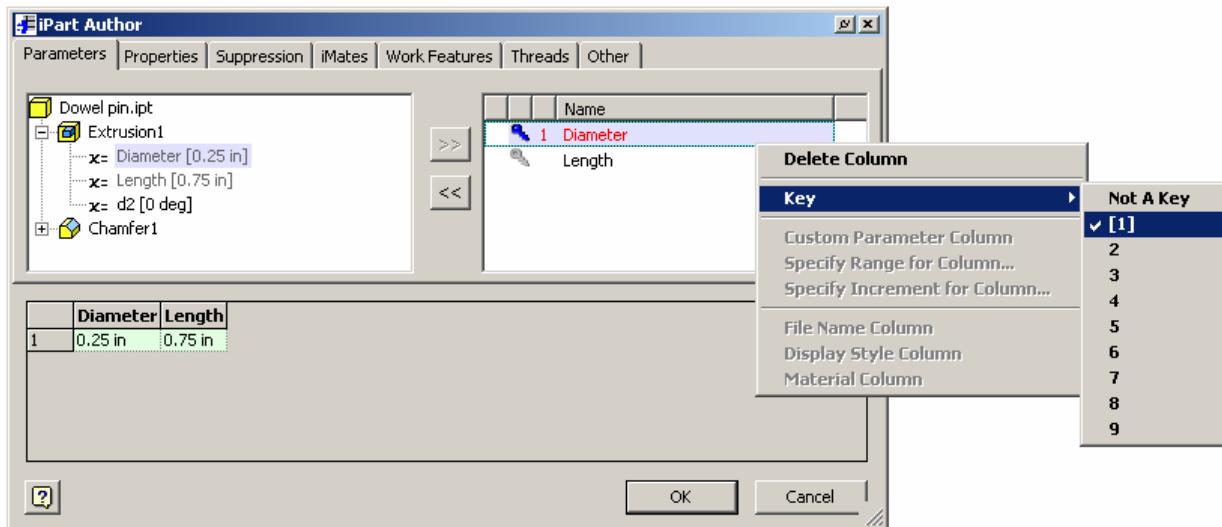 iPart Author
Parameters Properties Suppression iMates Work Features Threads Other
Dowel pin.ipt
Extrusion1
x= Diameter [0.25 in]
x= Length [0.75 in]
x= d2 [0 deg]
Chamfer1
>>
<<
Name
1 Diameter
Length
Delete Column
Key
Custom Parameter Column
Specify Range for Column...
Specify Increment for Column...
File Name Column
Display Style Column
Material Column
Not A Key
[1]
2
3
4
5
6
7
8
9
Diameter Length
1 0.25 in 0.75 in
?
OK Cancel